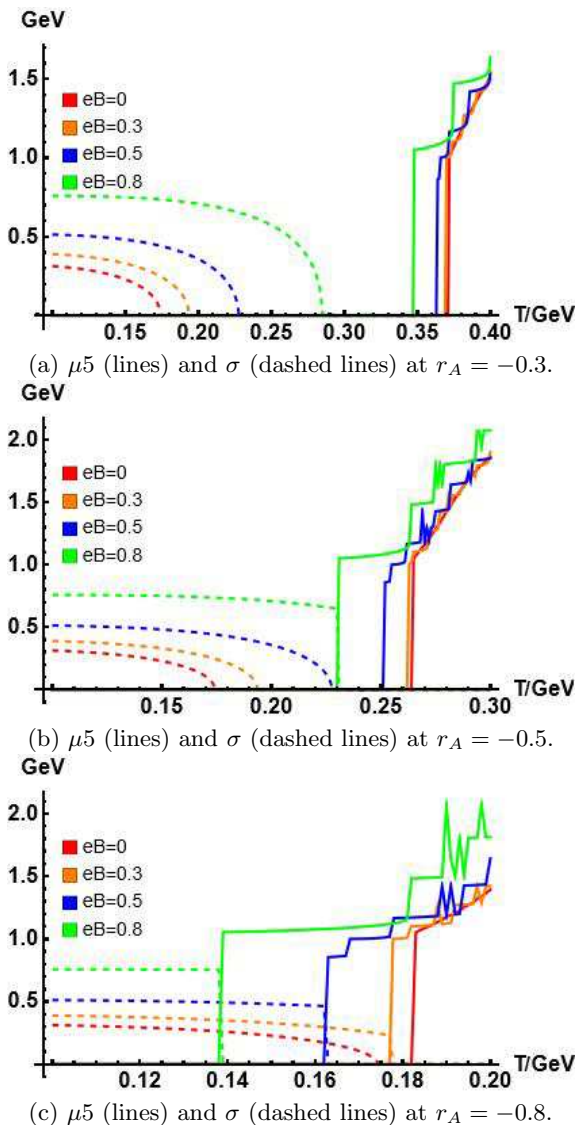 GeV
1.5
1.0
0.5
eB=0
eB=0.3
eB=0.5
eB=0.8
0.15 0.20 0.25 0.30 0.35 0.40
T/GeV
(a) μ5 (lines) and σ (dashed lines) at r_A = −0.3.
GeV
2.0
1.5
1.0
0.5
eB=0
eB=0.3
eB=0.5
eB=0.8
0.15 0.20 0.25 0.30
T/GeV
(b) μ5 (lines) and σ (dashed lines) at r_A = −0.5.
GeV
2.0
1.5
1.0
0.5
eB=0
eB=0.3
eB=0.5
eB=0.8
0.12 0.14 0.16 0.18 0.20
T/GeV
(c) μ5 (lines) and σ (dashed lines) at r_A = −0.8.